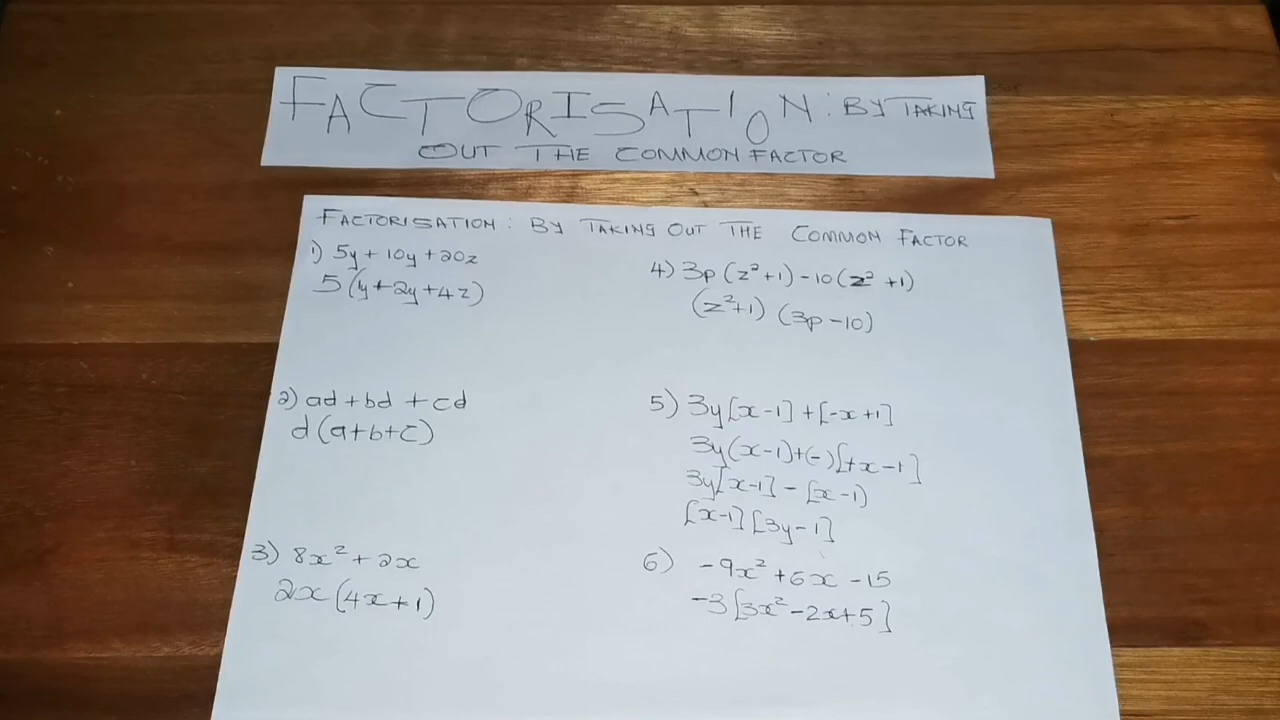 FACTORISATION: BY TAKING
OUT THE COMMON FACTOR
FACTORISATION: BY TAKING OUT THE COMMON FACTOR
1) 5y + 10y + 20z
5(y+2y+4z)
2) ad + bd + cd
d(a+b+c)
3) 8x² + 2x
2x(4x+1)
4) 3p(z²+1) - 10(z²+1)
(z²+1) (3p-10)
5) 3y[x-1] + [-x+1]
3y(x-1)+(-)[+x-1]
3y[x-1] - [x-1)
[x-1][3y-1]
6) -9x² + 6x - 15
-3[3x²-2x+5]